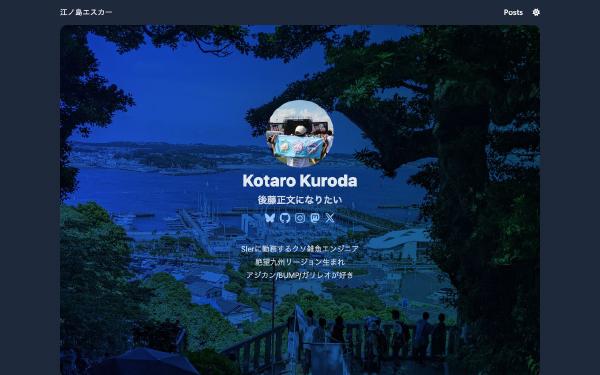 江ノ島エスカー
Posts
Kotaro Kuroda
後藤正文になりたい
SIerに勤務するクソ雑魚エンジニア
絶望九州リージョン生まれ
アジカン/BUMP/ガリレオが好き